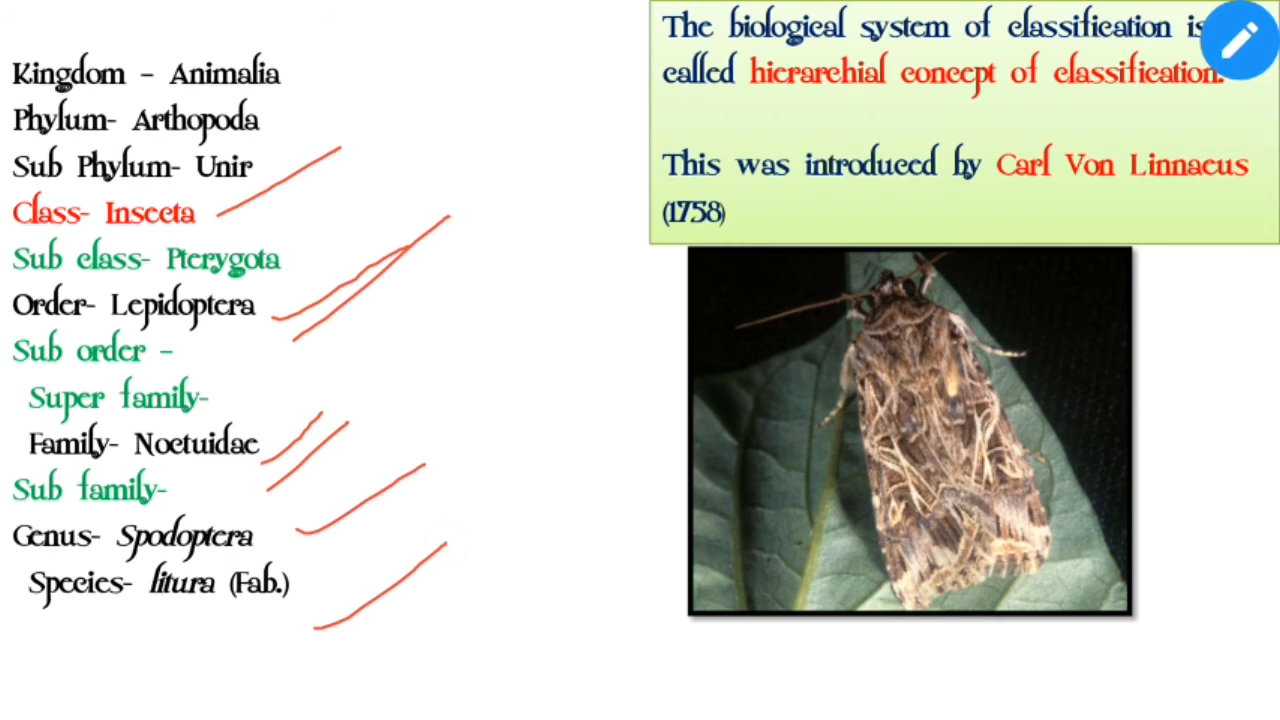 Kingdom - Animalia
Phylum- Arthopoda
Sub Phylum- Unir
Class- Insecta
Sub class- Pterygota
Order- Lepidoptera
Sub order -
Super family-
Family- Noctuidae
Sub family-
Genus- Spodoptera
Species- litura (Fab.)
The biological system of classification is
called hierarchial concept of classification.
This was introduced by Carl Von Linnaeus
(1758)